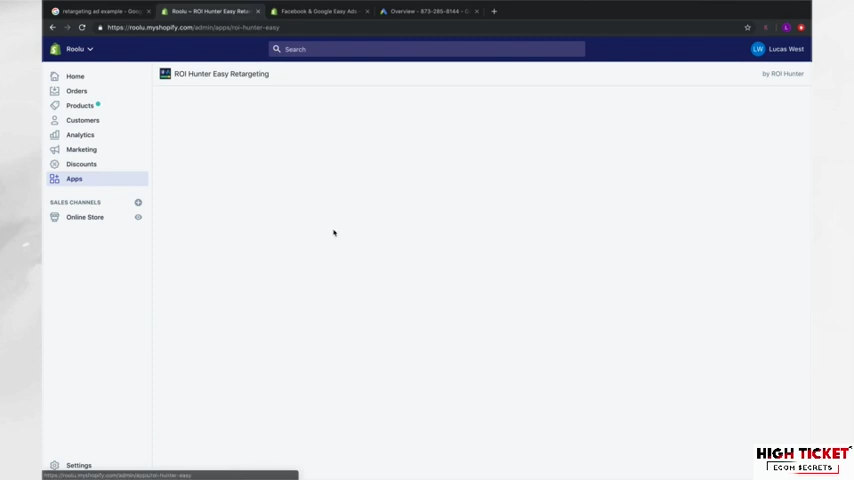 retargeting ad example - Goo
Roolu ~ ROI Hunter Easy Retar
Facebook & Google Easy Ads
Overview - 873-285-8144 - G
https://roolu.myshopify.com/admin/apps/roi-hunter-easy
Roolu
Search
LW Lucas West
ROI Hunter Easy Retargeting
by ROI Hunter
Home
Orders
Products
Customers
Analytics
Marketing
Discounts
Apps
SALES CHANNELS
Online Store
Settings
https://roolu.myshopify.com/admin/apps/roi-hunter-easy
HIGH TICKET
ECOM SECRETS